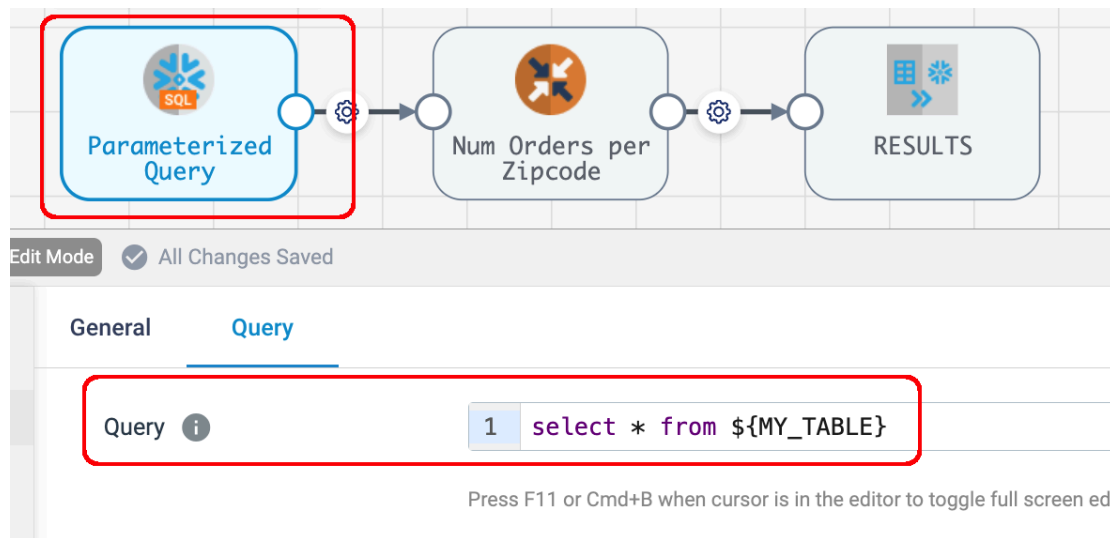 SQL
Parameterized
Query
Num Orders per
Zipcode
RESULTS
Edit Mode
All Changes Saved
General
Query
Query
1 select * from ${MY_TABLE}
Press F11 or Cmd+B when cursor is in the editor to toggle full screen ed